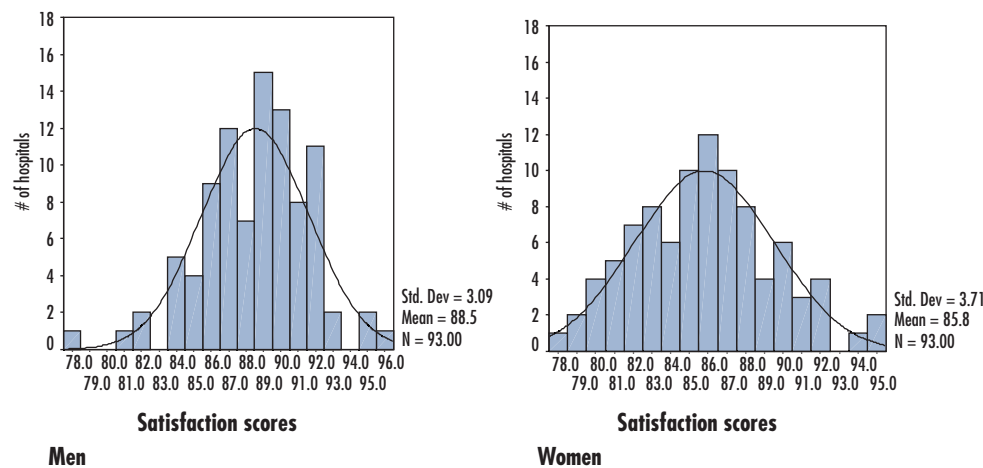 18
16
14
12
10
8
6
4
2
0
# of hospitals
78.0 80.0 82.0 84.0 86.0 88.0 90.0 92.0 94.0 96.0
79.0 81.0 83.0 85.0 87.0 89.0 91.0 93.0 95.0
Std. Dev = 3.09
Mean = 88.5
N = 93.00
Satisfaction scores
Men
18
16
14
12
10
8
6
4
2
0
# of hospitals
78.0 80.0 82.0 84.0 86.0 88.0 90.0 92.0 94.0
79.0 81.0 83.0 85.0 87.0 89.0 91.0 93.0 95.0
Std. Dev = 3.71
Mean = 85.8
N = 93.00
Satisfaction scores
Women